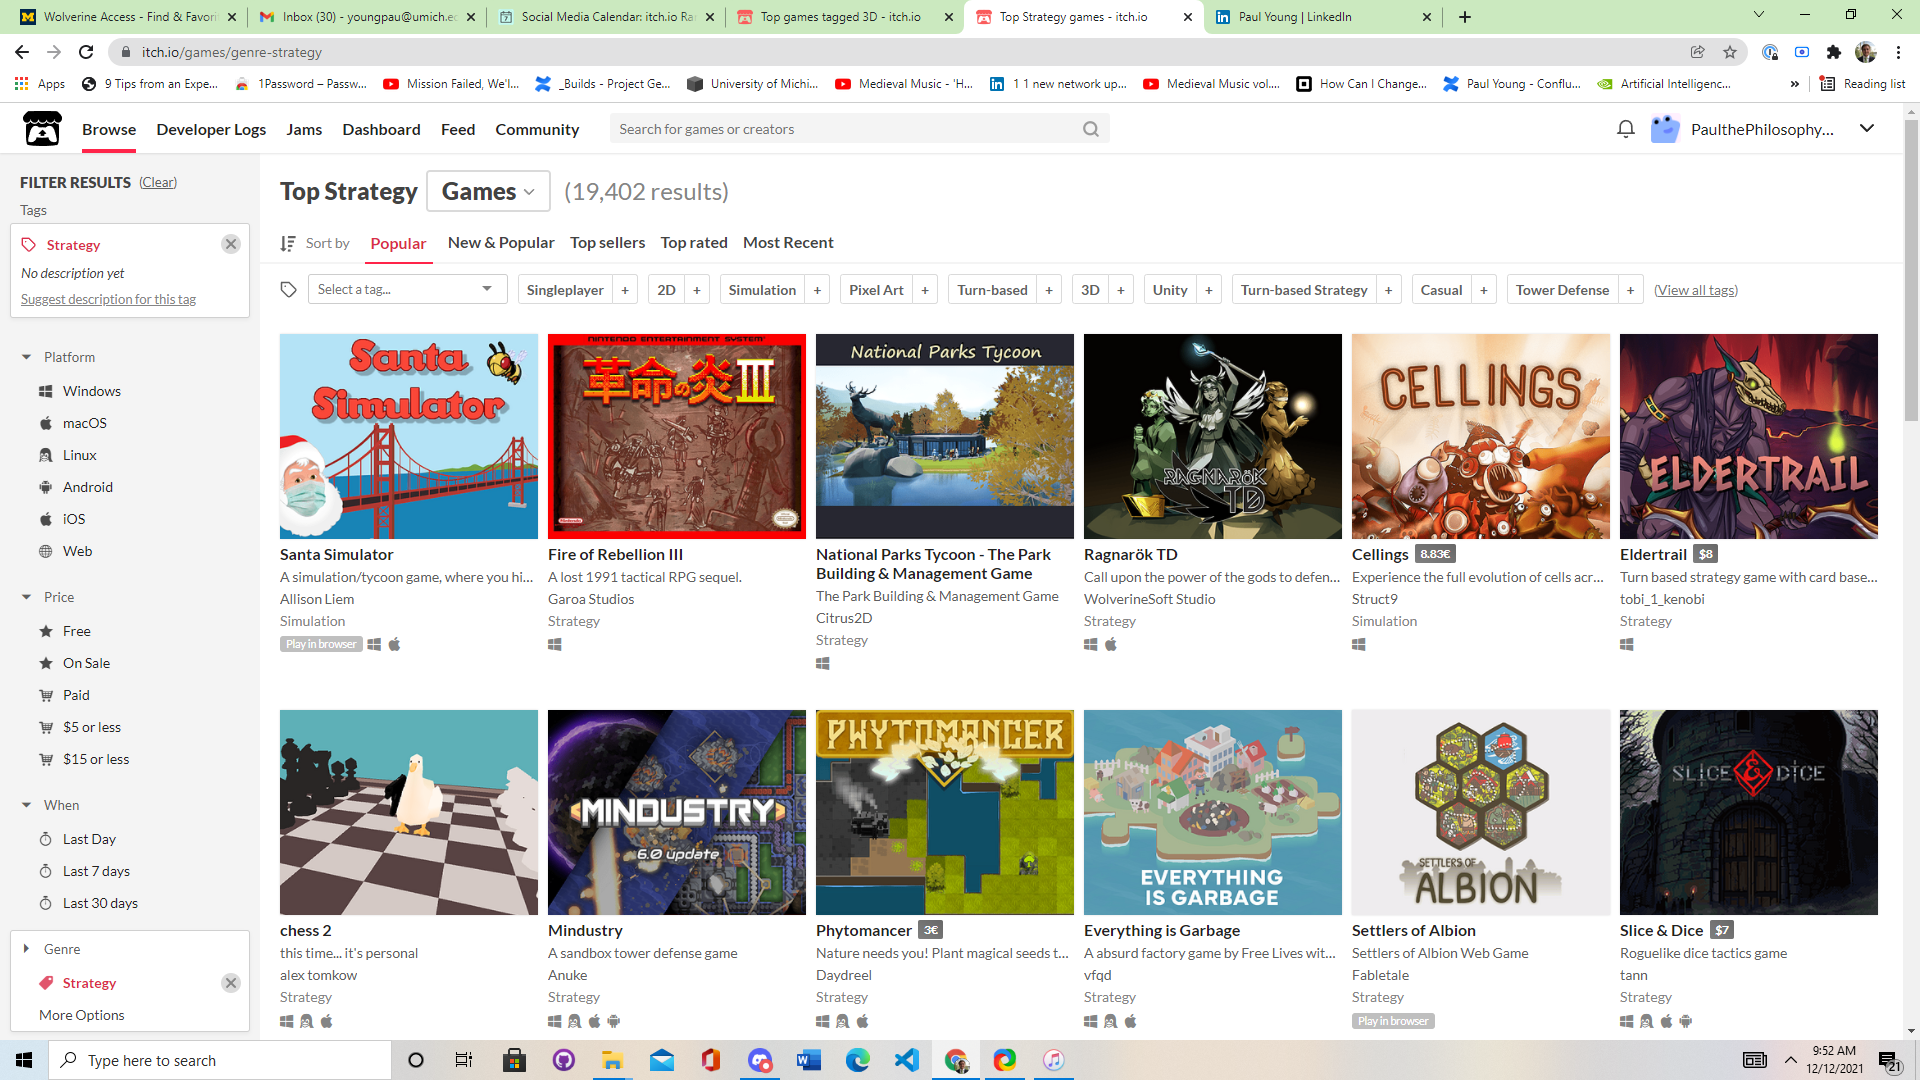 Wolverine Access - Find & Favori
Inbox (30) - youngpau@umich.ed
Social Media Calendar: itch.io Ra
Top games tagged 3D - itch.io
Top Strategy games - itch.io
Paul Young | LinkedIn
itch.io/games/genre-strategy
Apps
9 Tips from an Expe...
1Password – Passw...
Mission Failed, We'l...
_Builds - Project Ge...
University of Michi...
Medieval Music - 'H...
1 1 new network up...
Medieval Music vol....
How Can I Change...
Paul Young - Conflu...
Artificial Intelligenc...
»
Reading list
Browse
Developer Logs
Jams
Dashboard
Feed
Community
Search for games or creators
PaulthePhilosophy...
FILTER RESULTS (Clear)
Tags
Strategy
No description yet
Suggest description for this tag
Platform
Windows
macOS
Linux
Android
iOS
Web
Price
Free
On Sale
Paid
$5 or less
$15 or less
When
Last Day
Last 7 days
Last 30 days
Genre
Strategy
More Options
Top Strategy Games (19,402 results)
Sort by Popular New & Popular Top sellers Top rated Most Recent
Select a tag... Singleplayer + 2D + Simulation + Pixel Art + Turn-based + 3D + Unity + Turn-based Strategy + Casual + Tower Defense + (View all tags)
Santa
Simulator
Santa Simulator
A simulation/tycoon game, where you hi...
Allison Liem
Simulation
Play in browser
NINTENDO ENTERTAINMENT SYSTEM
革命の炎III
Nintendo
Fire of Rebellion III
A lost 1991 tactical RPG sequel.
Garoa Studios
Strategy
National Parks Tycoon
National Parks Tycoon - The Park
Building & Management Game
The Park Building & Management Game
Citrus2D
Strategy
RAGNARÖK
TD
Ragnarök TD
Call upon the power of the gods to defen...
WolverineSoft Studio
Strategy
CELLINGS
Cellings 8.83€
Experience the full evolution of cells acr...
Struct9
Simulation
ELDERTRAIL
Eldertrail $8
Turn based strategy game with card base...
tobi_1_kenobi
Strategy
chess 2
this time... it's personal
alex tomkow
Strategy
MINDUSTRY
6.0 update
Mindustry
A sandbox tower defense game
Anuke
Strategy
PHYTOMANCER
Phytomancer 3€
Nature needs you! Plant magical seeds t...
Daydreel
Strategy
EVERYTHING
IS GARBAGE
Everything is Garbage
A absurd factory game by Free Lives wit...
vfqd
Strategy
SETTLERS OF
ALBION
Settlers of Albion
Settlers of Albion Web Game
Fabletale
Strategy
Play in browser
SLICE & DICE
Slice & Dice $7
Roguelike dice tactics game
tann
Strategy
Type here to search
9:52 AM
12/12/2021
21